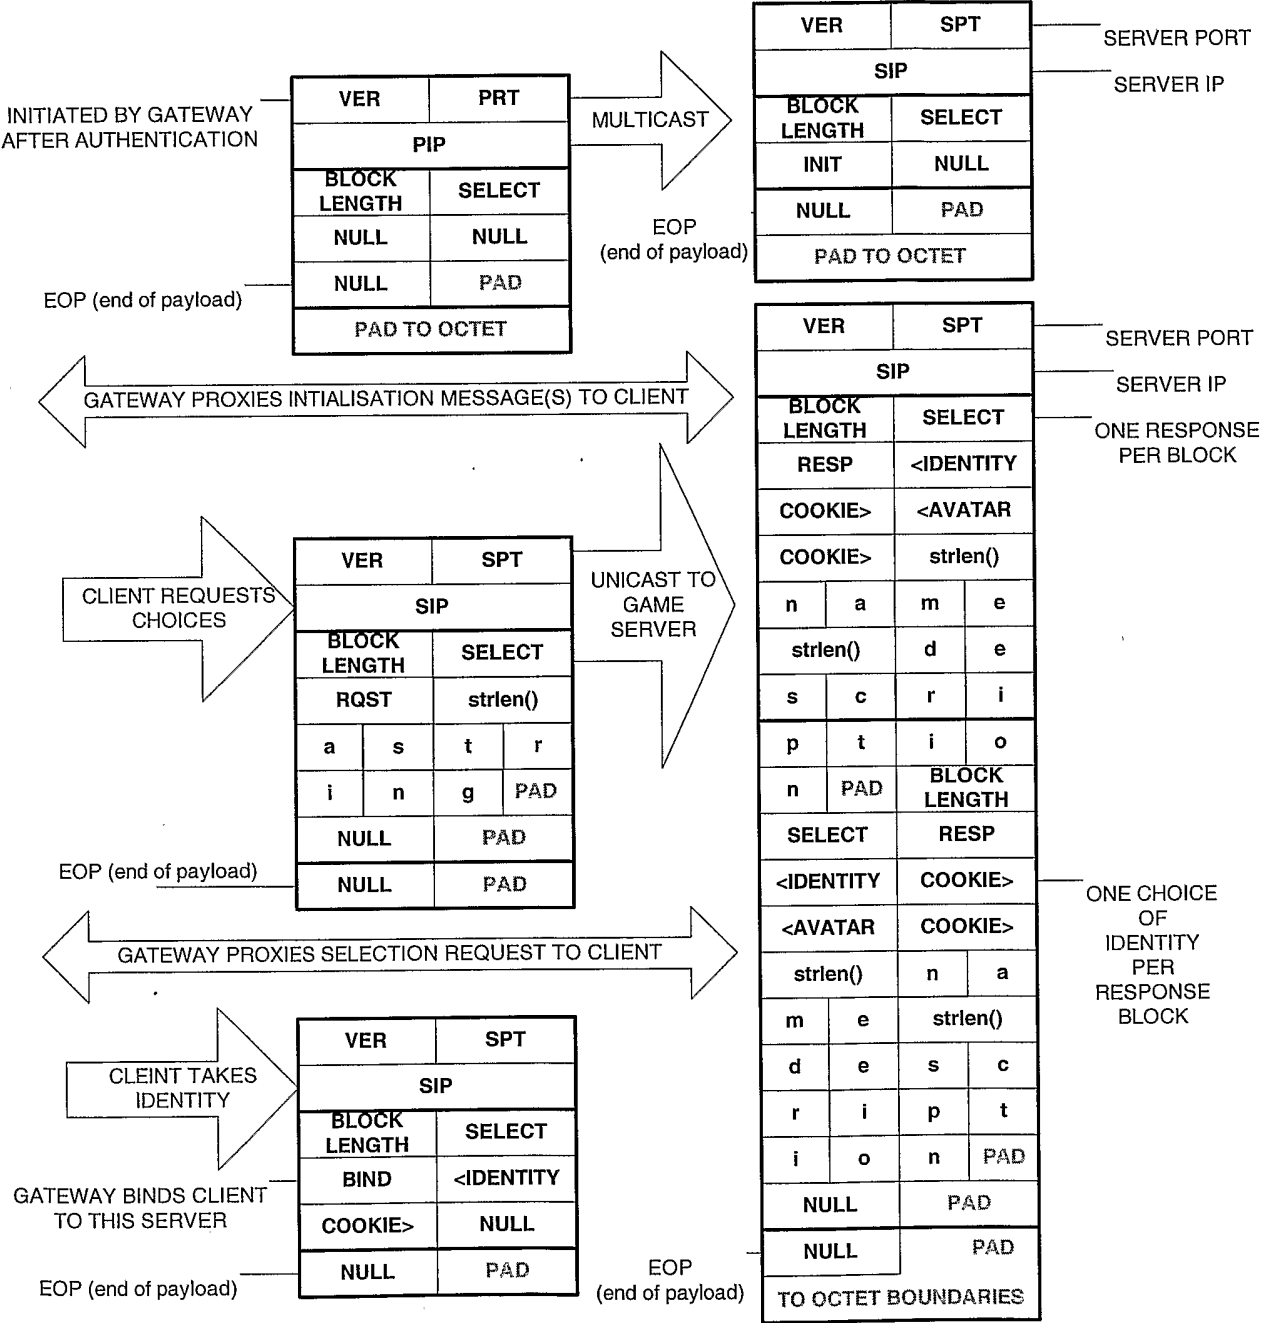 VER SPT
SERVER PORT
SIP
SERVER IP
BLOCK LENGTH SELECT
INIT NULL
NULL PAD
EOP
(end of payload)
PAD TO OCTET
INITIATED BY GATEWAY
AFTER AUTHENTICATION
VER PRT
PIP
BLOCK LENGTH SELECT
NULL NULL
NULL PAD
EOP (end of payload)
PAD TO OCTET
MULTICAST
GATEWAY PROXIES INTIALISATION MESSAGE(S) TO CLIENT
CLIENT REQUESTS
CHOICES
VER SPT
SIP
BLOCK LENGTH SELECT
RQST strlen()
a s t r
i n g PAD
NULL PAD
NULL PAD
EOP (end of payload)
UNICAST TO
GAME
SERVER
VER SPT
SERVER PORT
SIP
SERVER IP
BLOCK LENGTH SELECT
ONE RESPONSE
PER BLOCK
RESP <IDENTITY
COOKIE> <AVATAR
COOKIE> strlen()
n a m e
strlen() d e
s c r i
p t i o
n PAD BLOCK LENGTH
SELECT RESP
<IDENTITY COOKIE>
ONE CHOICE
OF
IDENTITY
PER
RESPONSE
BLOCK
<AVATAR COOKIE>
strlen() n a
m e strlen()
d e s c
r i p t
i o n PAD
NULL PAD
NULL PAD
TO OCTET BOUNDARIES
EOP
(end of payload)
GATEWAY PROXIES SELECTION REQUEST TO CLIENT
CLEINT TAKES
IDENTITY
VER SPT
SIP
BLOCK LENGTH SELECT
BIND <IDENTITY
GATEWAY BINDS CLIENT
TO THIS SERVER
COOKIE> NULL
NULL PAD
EOP (end of payload)